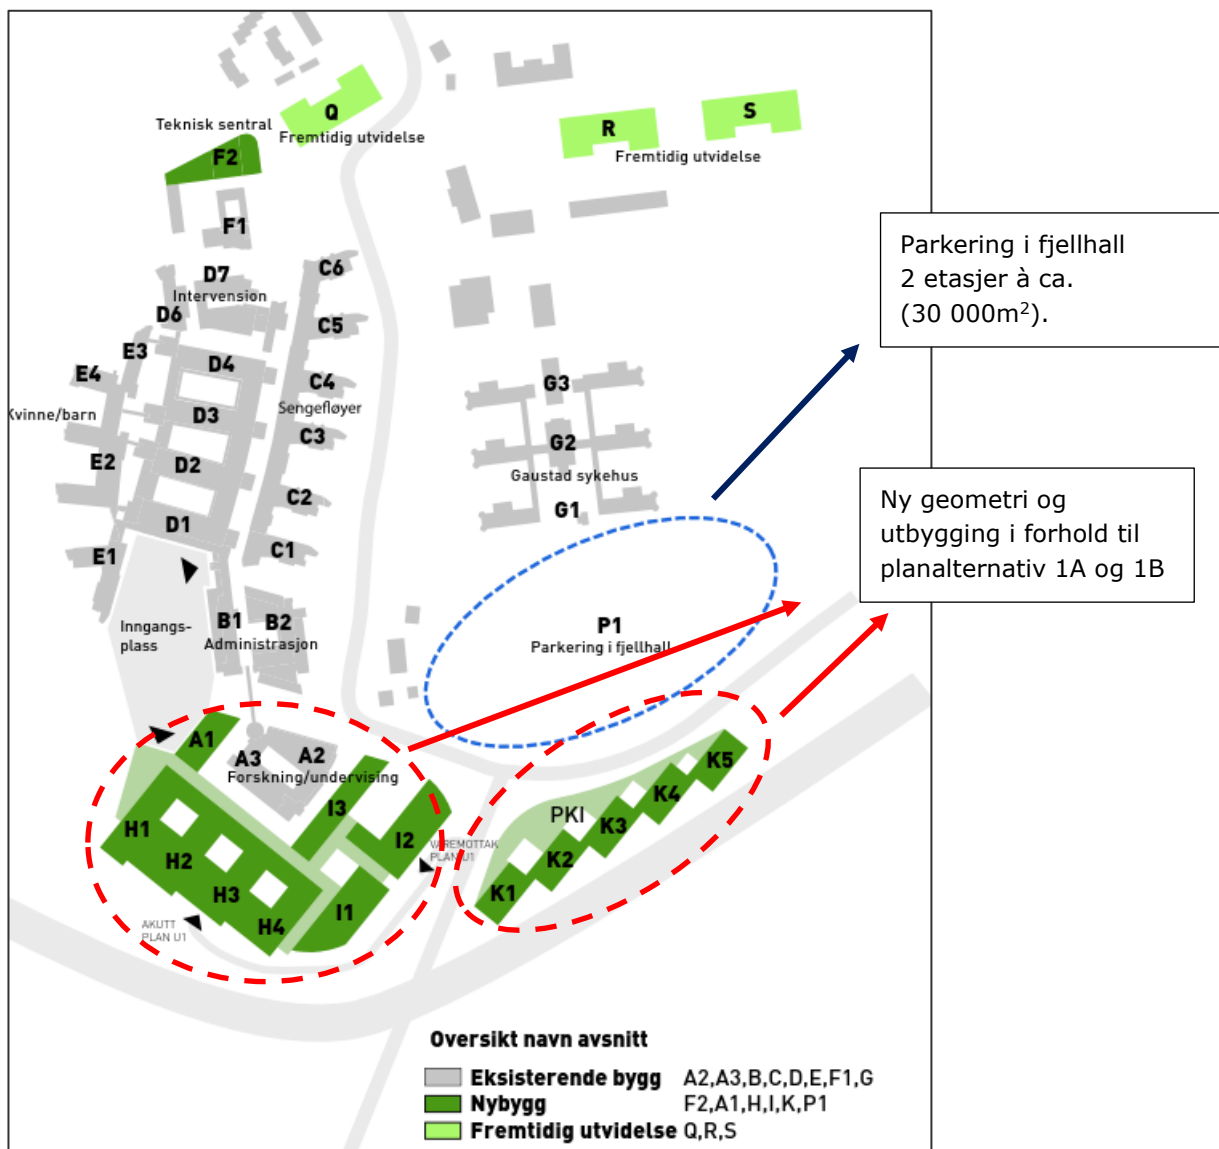 Q
Teknisk sentral
Fremtidig utvidelse
F2
S
R
Fremtidig utvidelse
F1
Parkering i fjellhall
2 etasjer à ca.
(30 000m²).
C6
D7
Intervension
D6
C5
E3
D4
E4
C4
G3
Kvinne/barn
D3
Sengefløyer
C3
G2
E2
D2
Gaustad sykehus
C2
G1
D1
Ny geometri og
utbygging i forhold til
planalternativ 1A og 1B
E1
C1
B1
B2
Inngangs-
plass
Administrasjon
P1
Parkering i fjellhall
A1
A3
A2
Forskning/undervising
K5
I3
K4
PKI
H1
I2
K3
VAREMOTTAK
PLAN U1
H2
K2
H3
K1
I1
H4
AKUTT
PLAN U1
Oversikt navn avsnitt
Eksisterende bygg A2,A3,B,C,D,E,F1,G
Nybygg F2,A1,H,I,K,P1
Fremtidig utvidelse Q,R,S